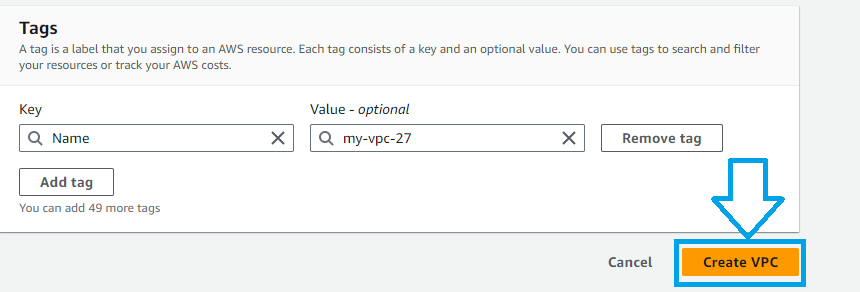 Tags
A tag is a label that you assign to an AWS resource. Each tag consists of a key and an optional value. You can use tags to search and filter
your resources or track your AWS costs.
Key
Value - optional
Name
my-vpc-27
Remove tag
Add tag
You can add 49 more tags
Cancel
Create VPC